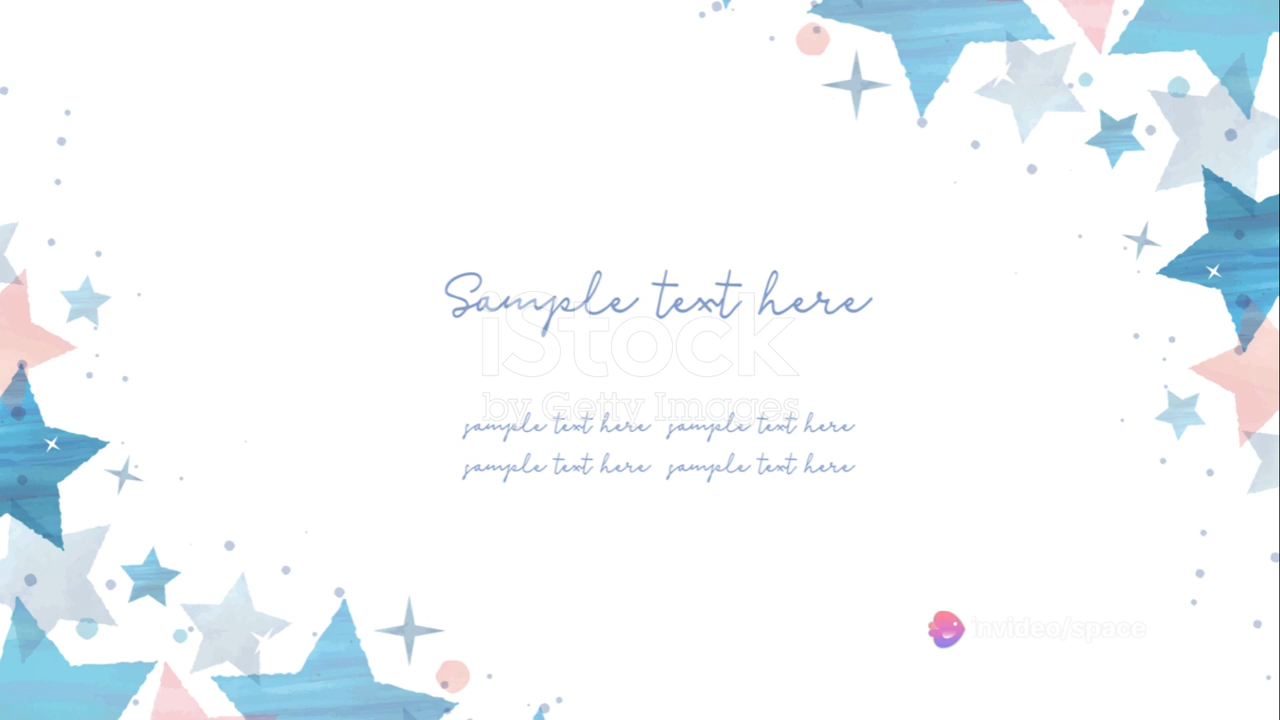 Sample text here
iStock
by Getty Images
sample text here sample text here
sample text here sample text here
invideo/space